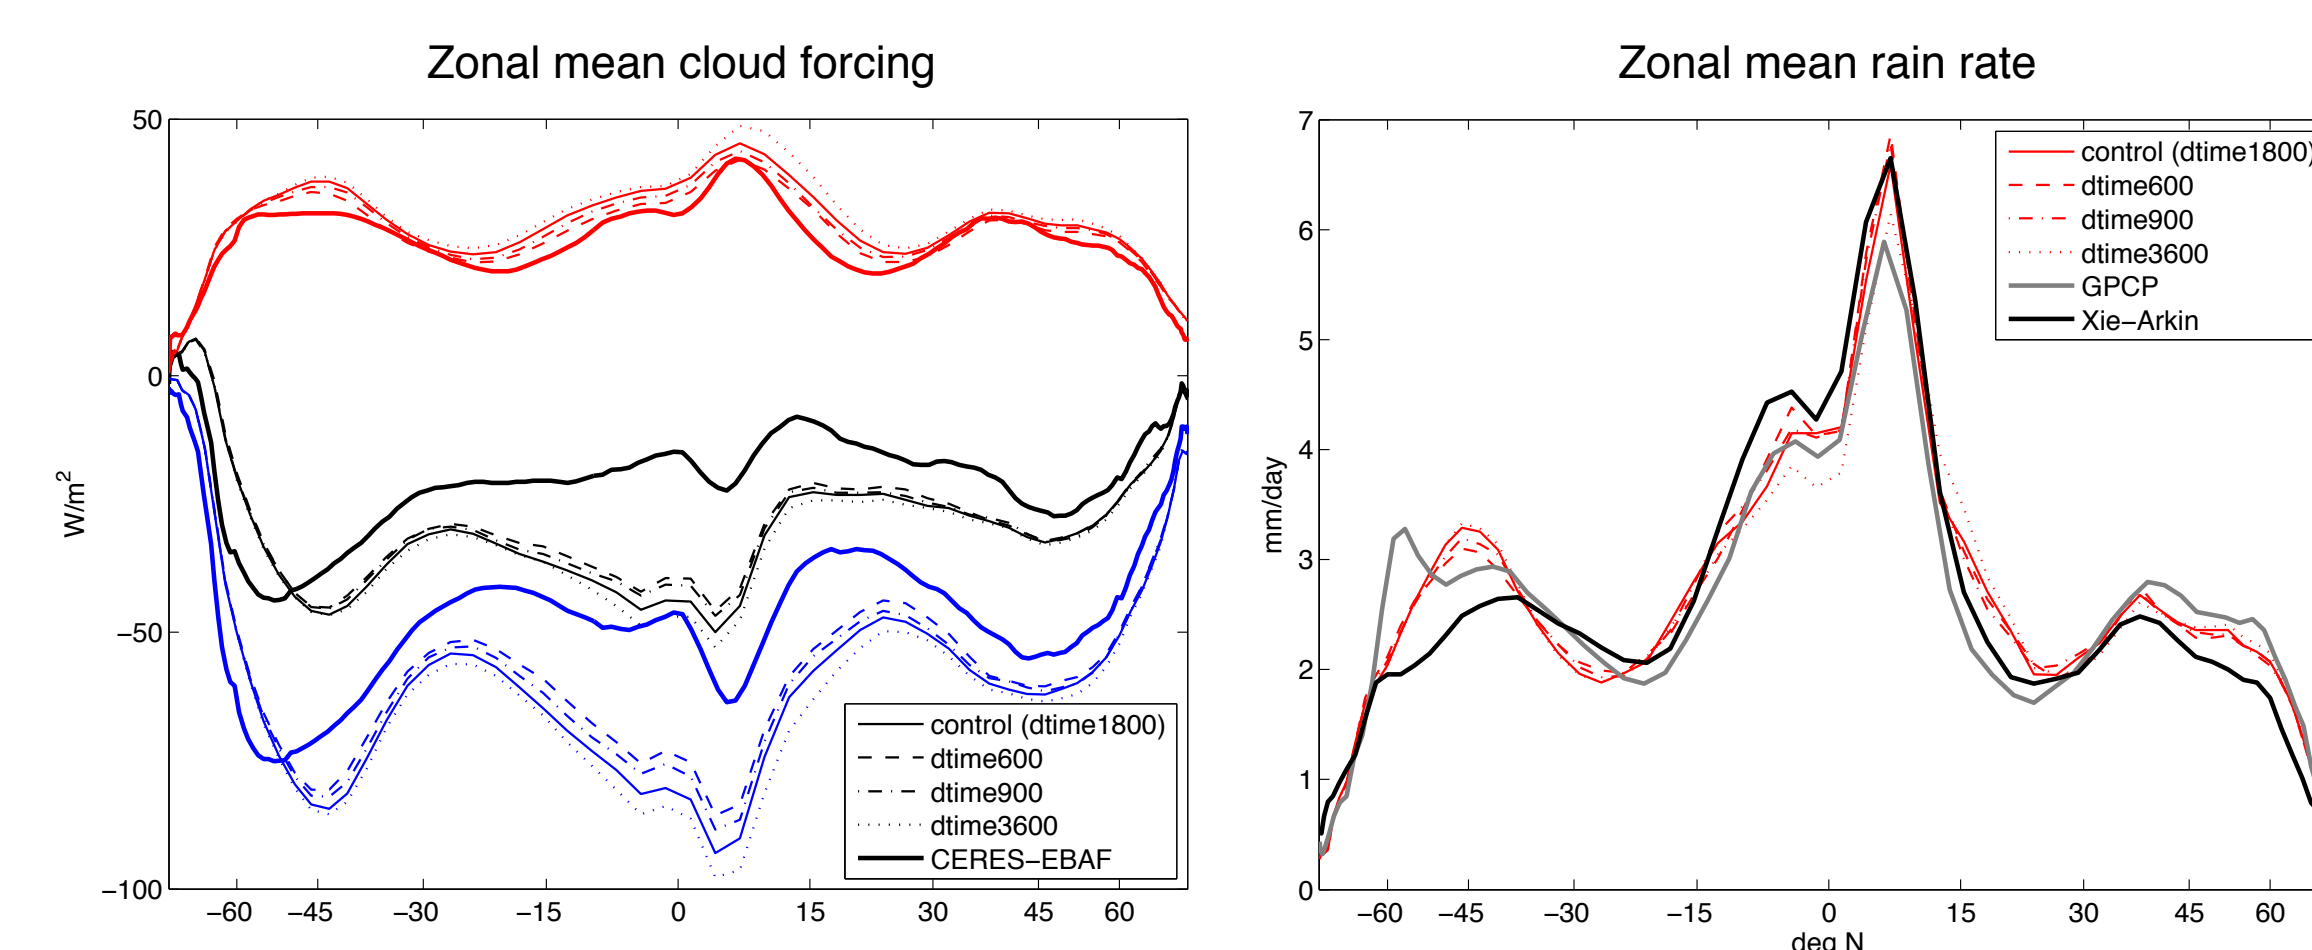 Zonal mean cloud forcing
50
0
−50
−100
W/m²
−60 −45 −30 −15 0 15 30 45 60
control (dtime1800)
dtime600
dtime900
dtime3600
CERES−EBAF
Zonal mean rain rate
7
6
5
4
3
2
1
0
mm/day
−60 −45 −30 −15 0 15 30 45 60
deg N
control (dtime1800)
dtime600
dtime900
dtime3600
GPCP
Xie−Arkin